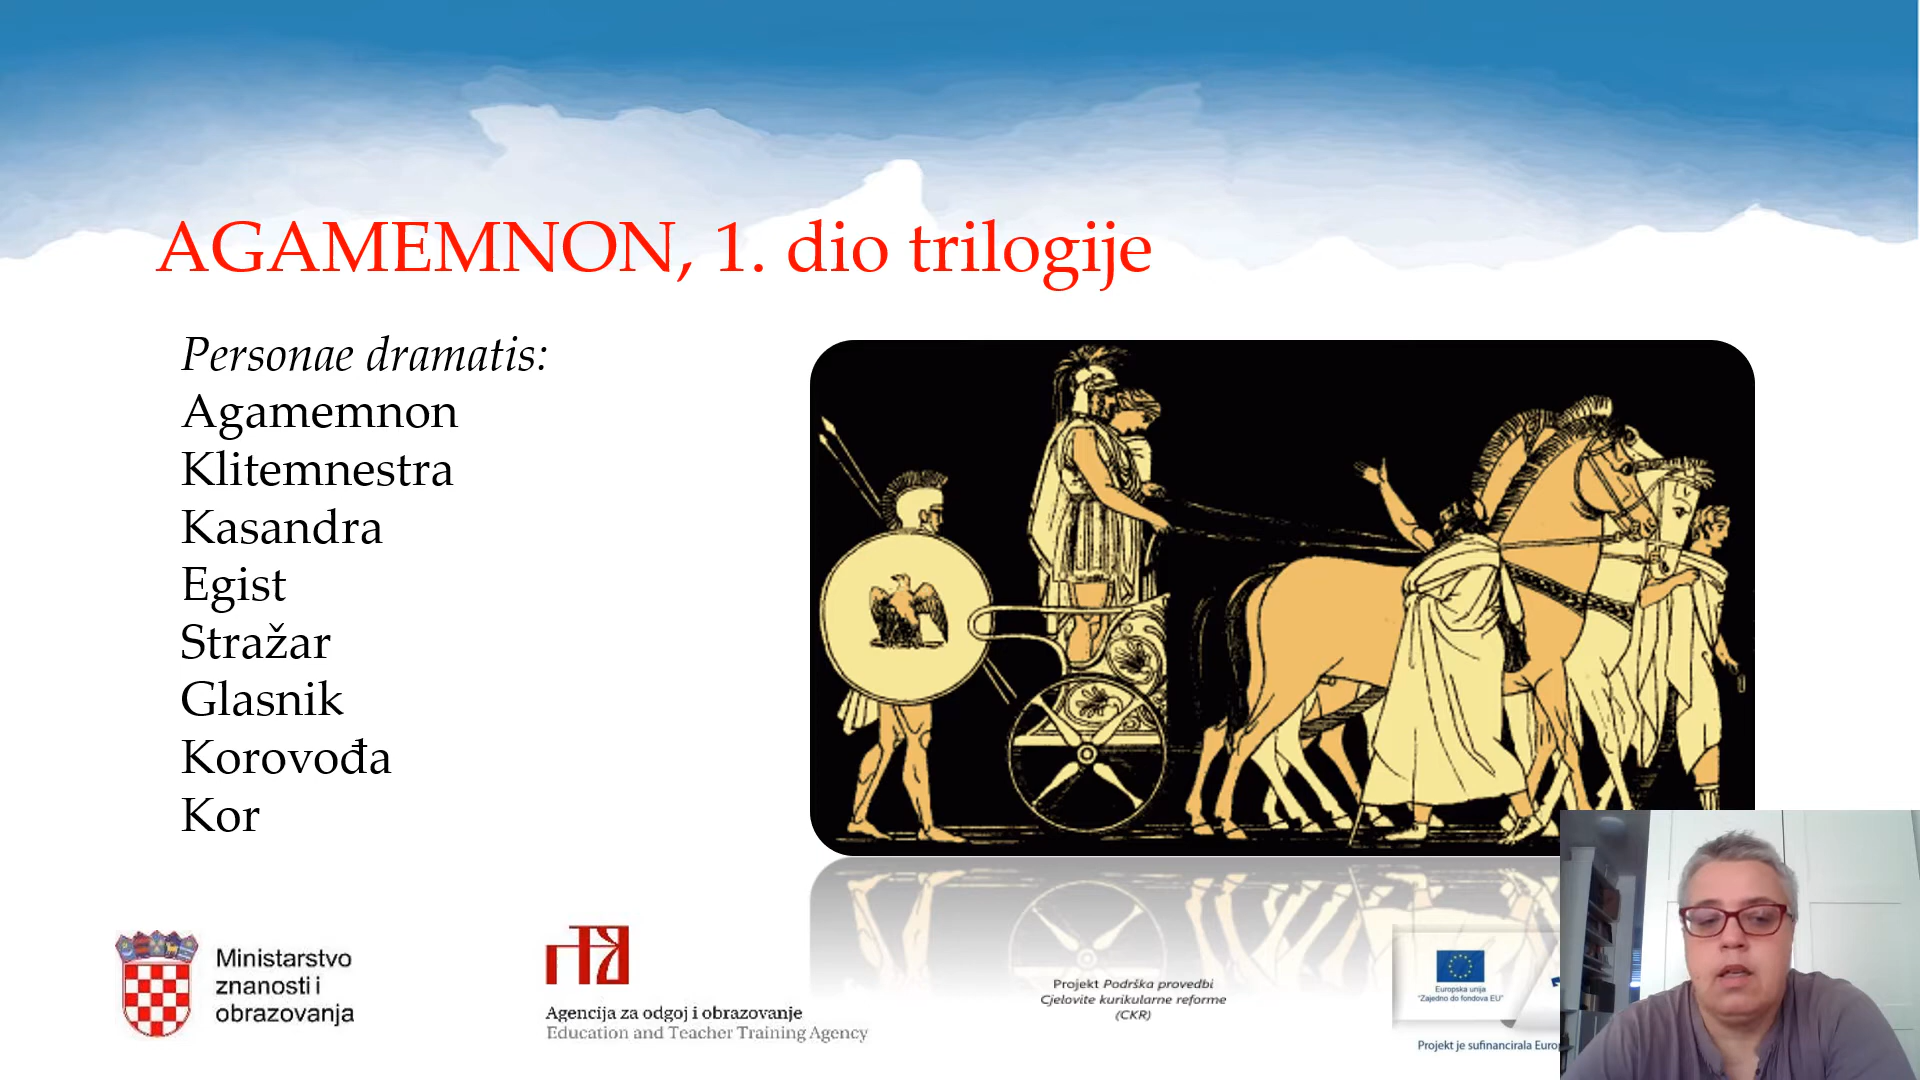 AGAMEMNON, 1. dio trilogije
Personae dramatis:
Agamemnon
Klitemnestra
Kasandra
Egist
Stražar
Glasnik
Korovođa
Kor
Ministarstvo
znanosti i
obrazovanja
Agencija za odgoj i obrazovanje
Education and Teacher Training Agency
Projekt Podrška provedbi
Cjelovite kurikularne reforme
(CKR)
Europska unija
"Zajedno do fondova EU"
Projekt je sufinancirala